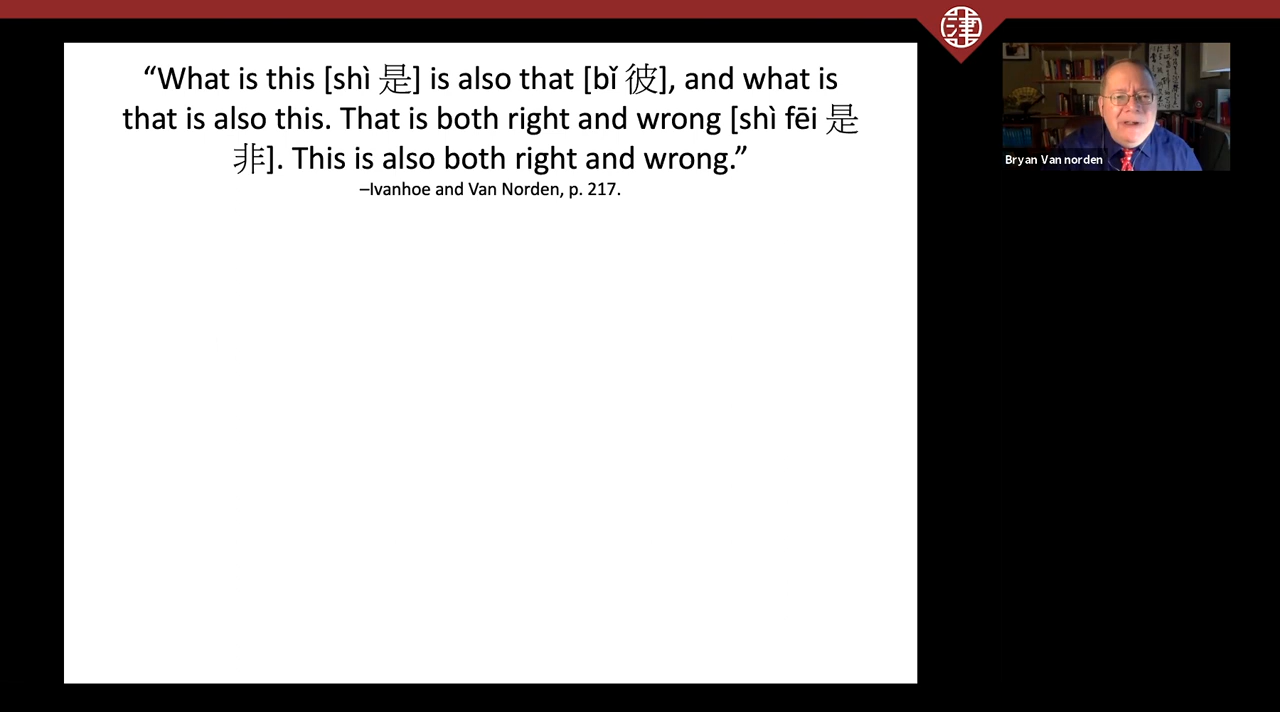 “What is this [shì 是] is also that [bǐ 彼], and what is
that is also this. That is both right and wrong [shì fēi 是
非]. This is also both right and wrong.”
–Ivanhoe and Van Norden, p. 217.
Bryan Van norden